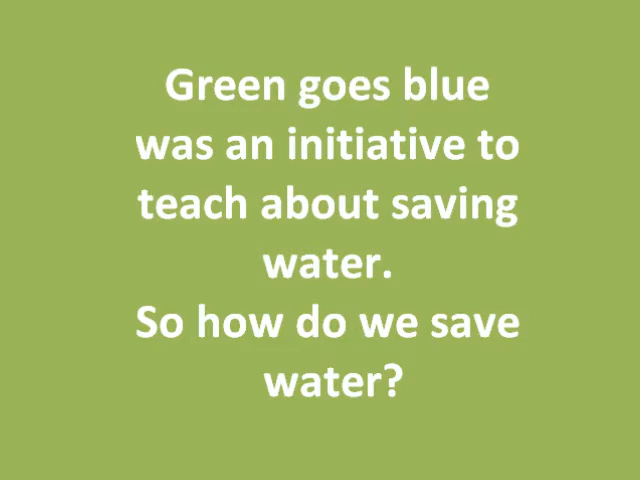 Green goes blue
was an initiative to
teach about saving
water.
So how do we save
water?